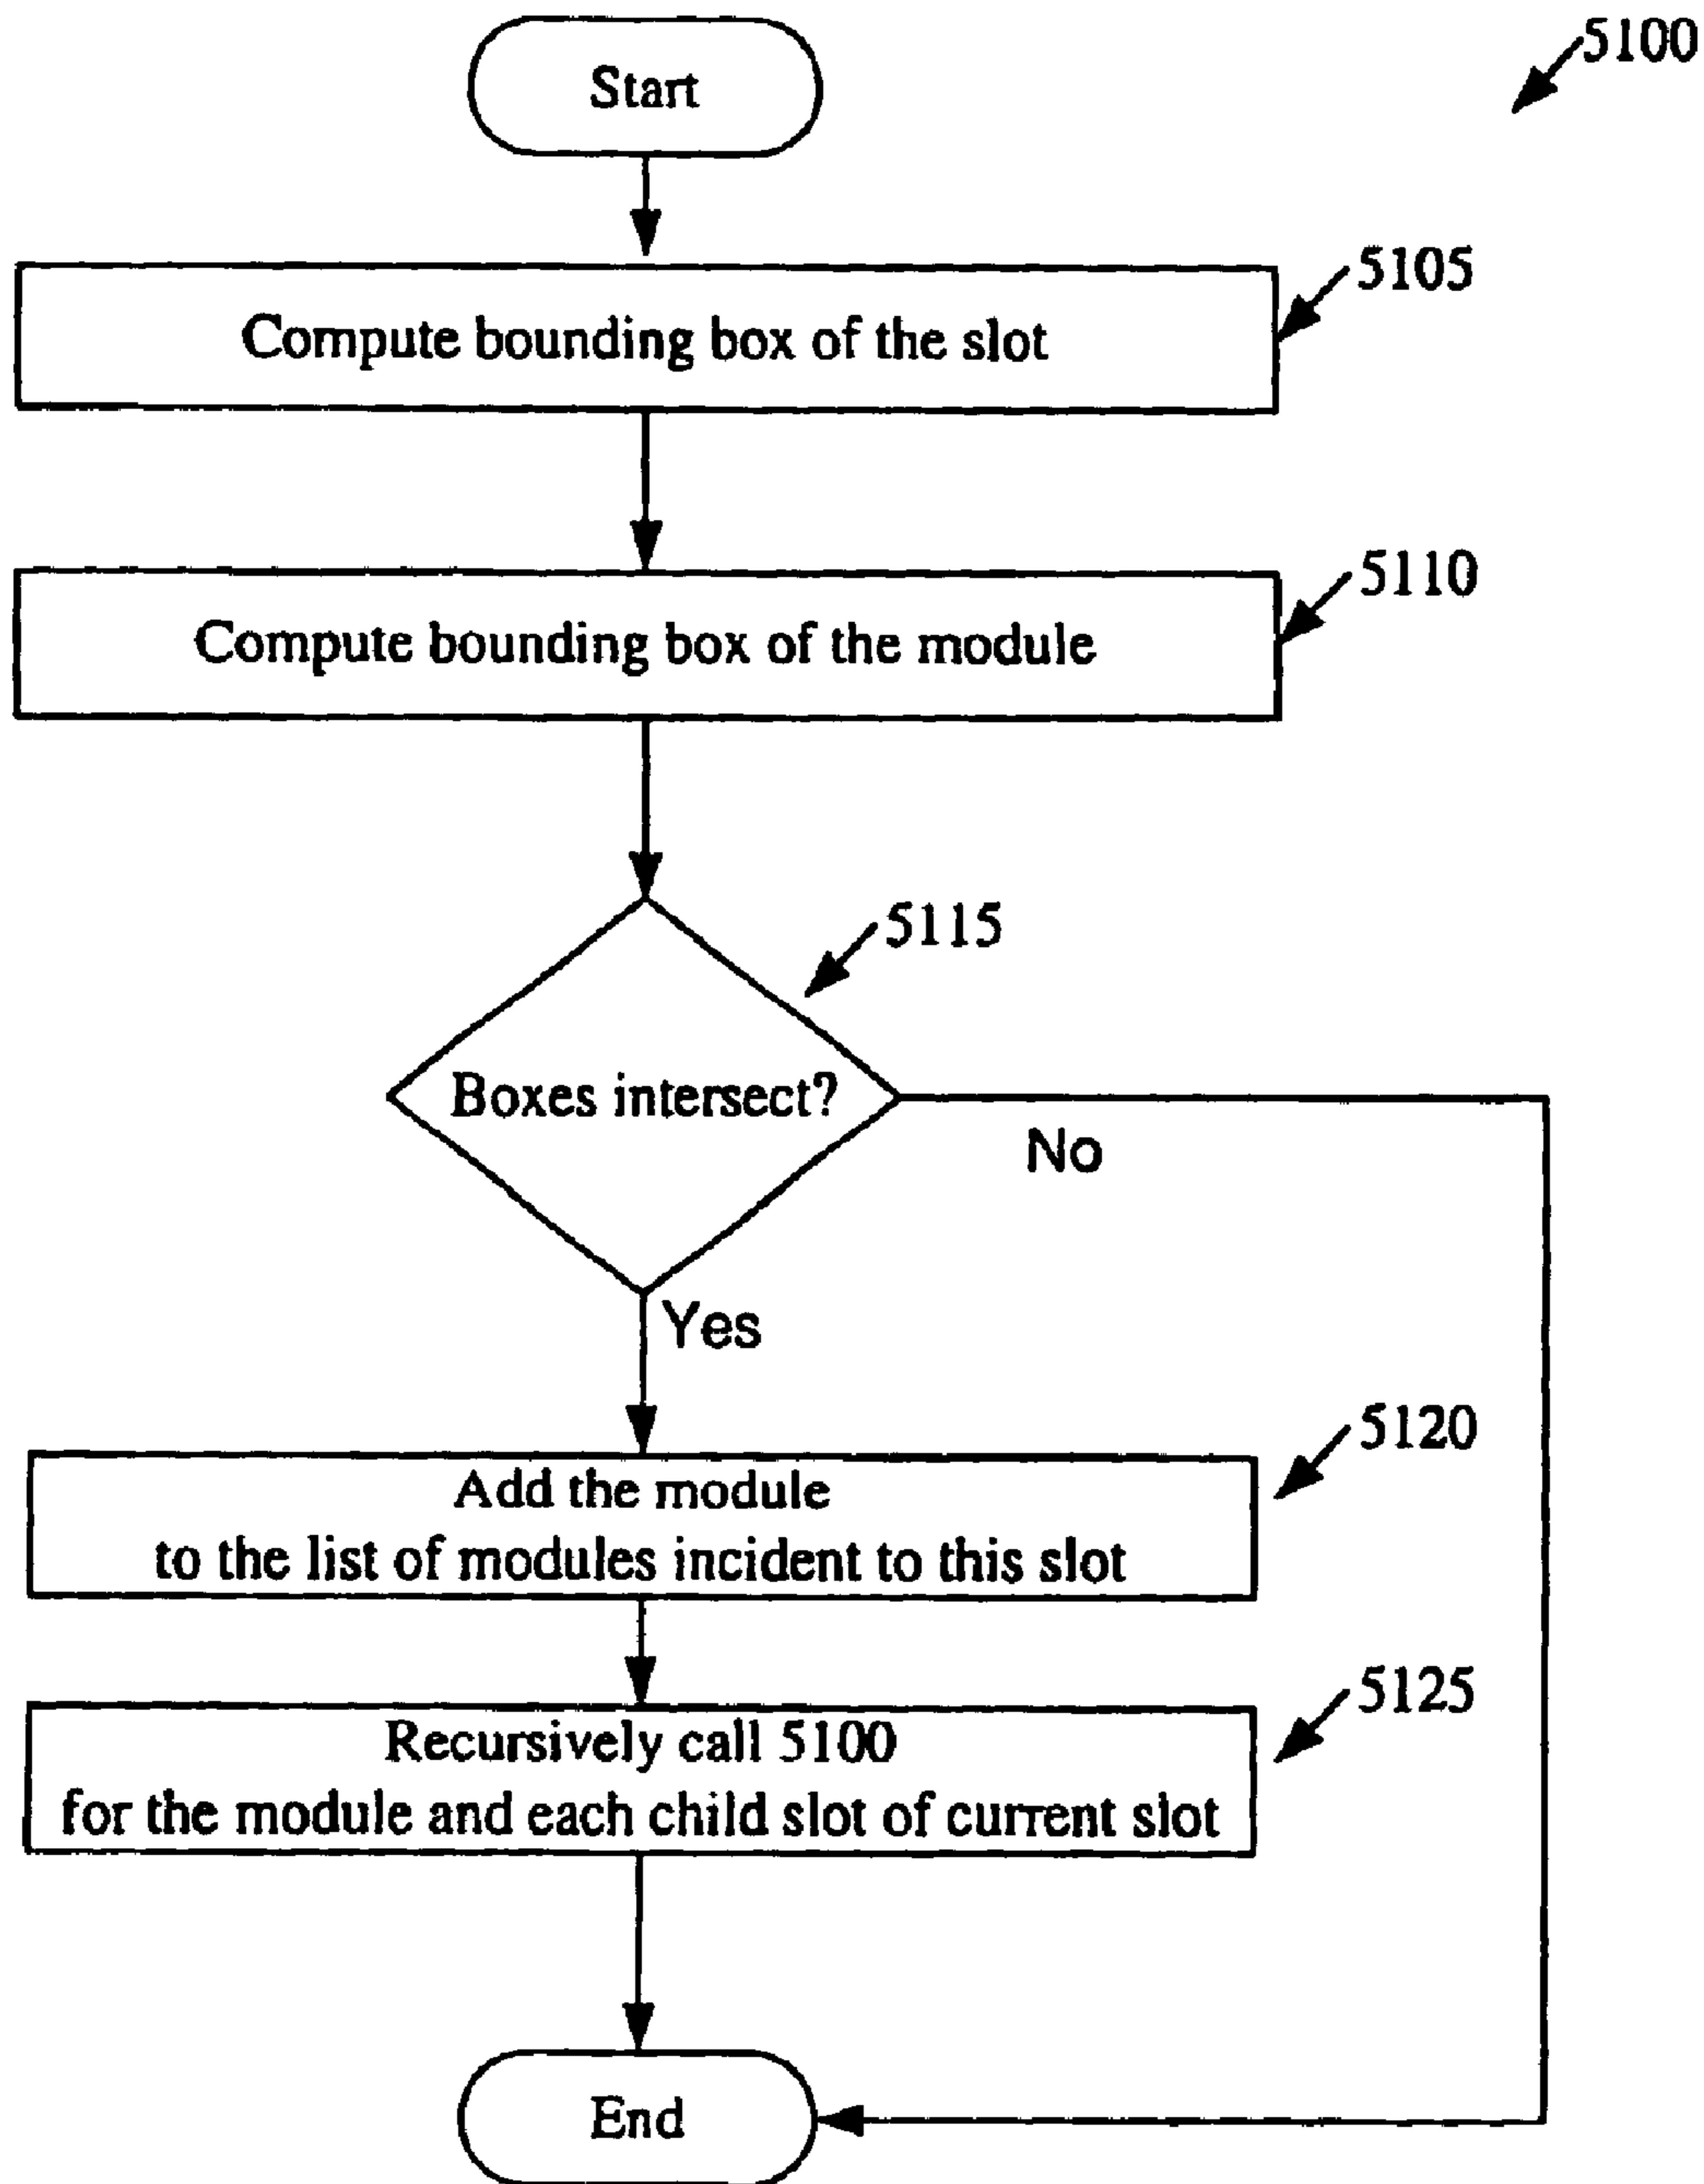 5100
Start
5105
Compute bounding box of the slot
5110
Compute bounding box of the module
5115
Boxes intersect?
No
Yes
5120
Add the module
to the list of modules incident to this slot
5125
Recursively call 5100
for the module and each child slot of current slot
End